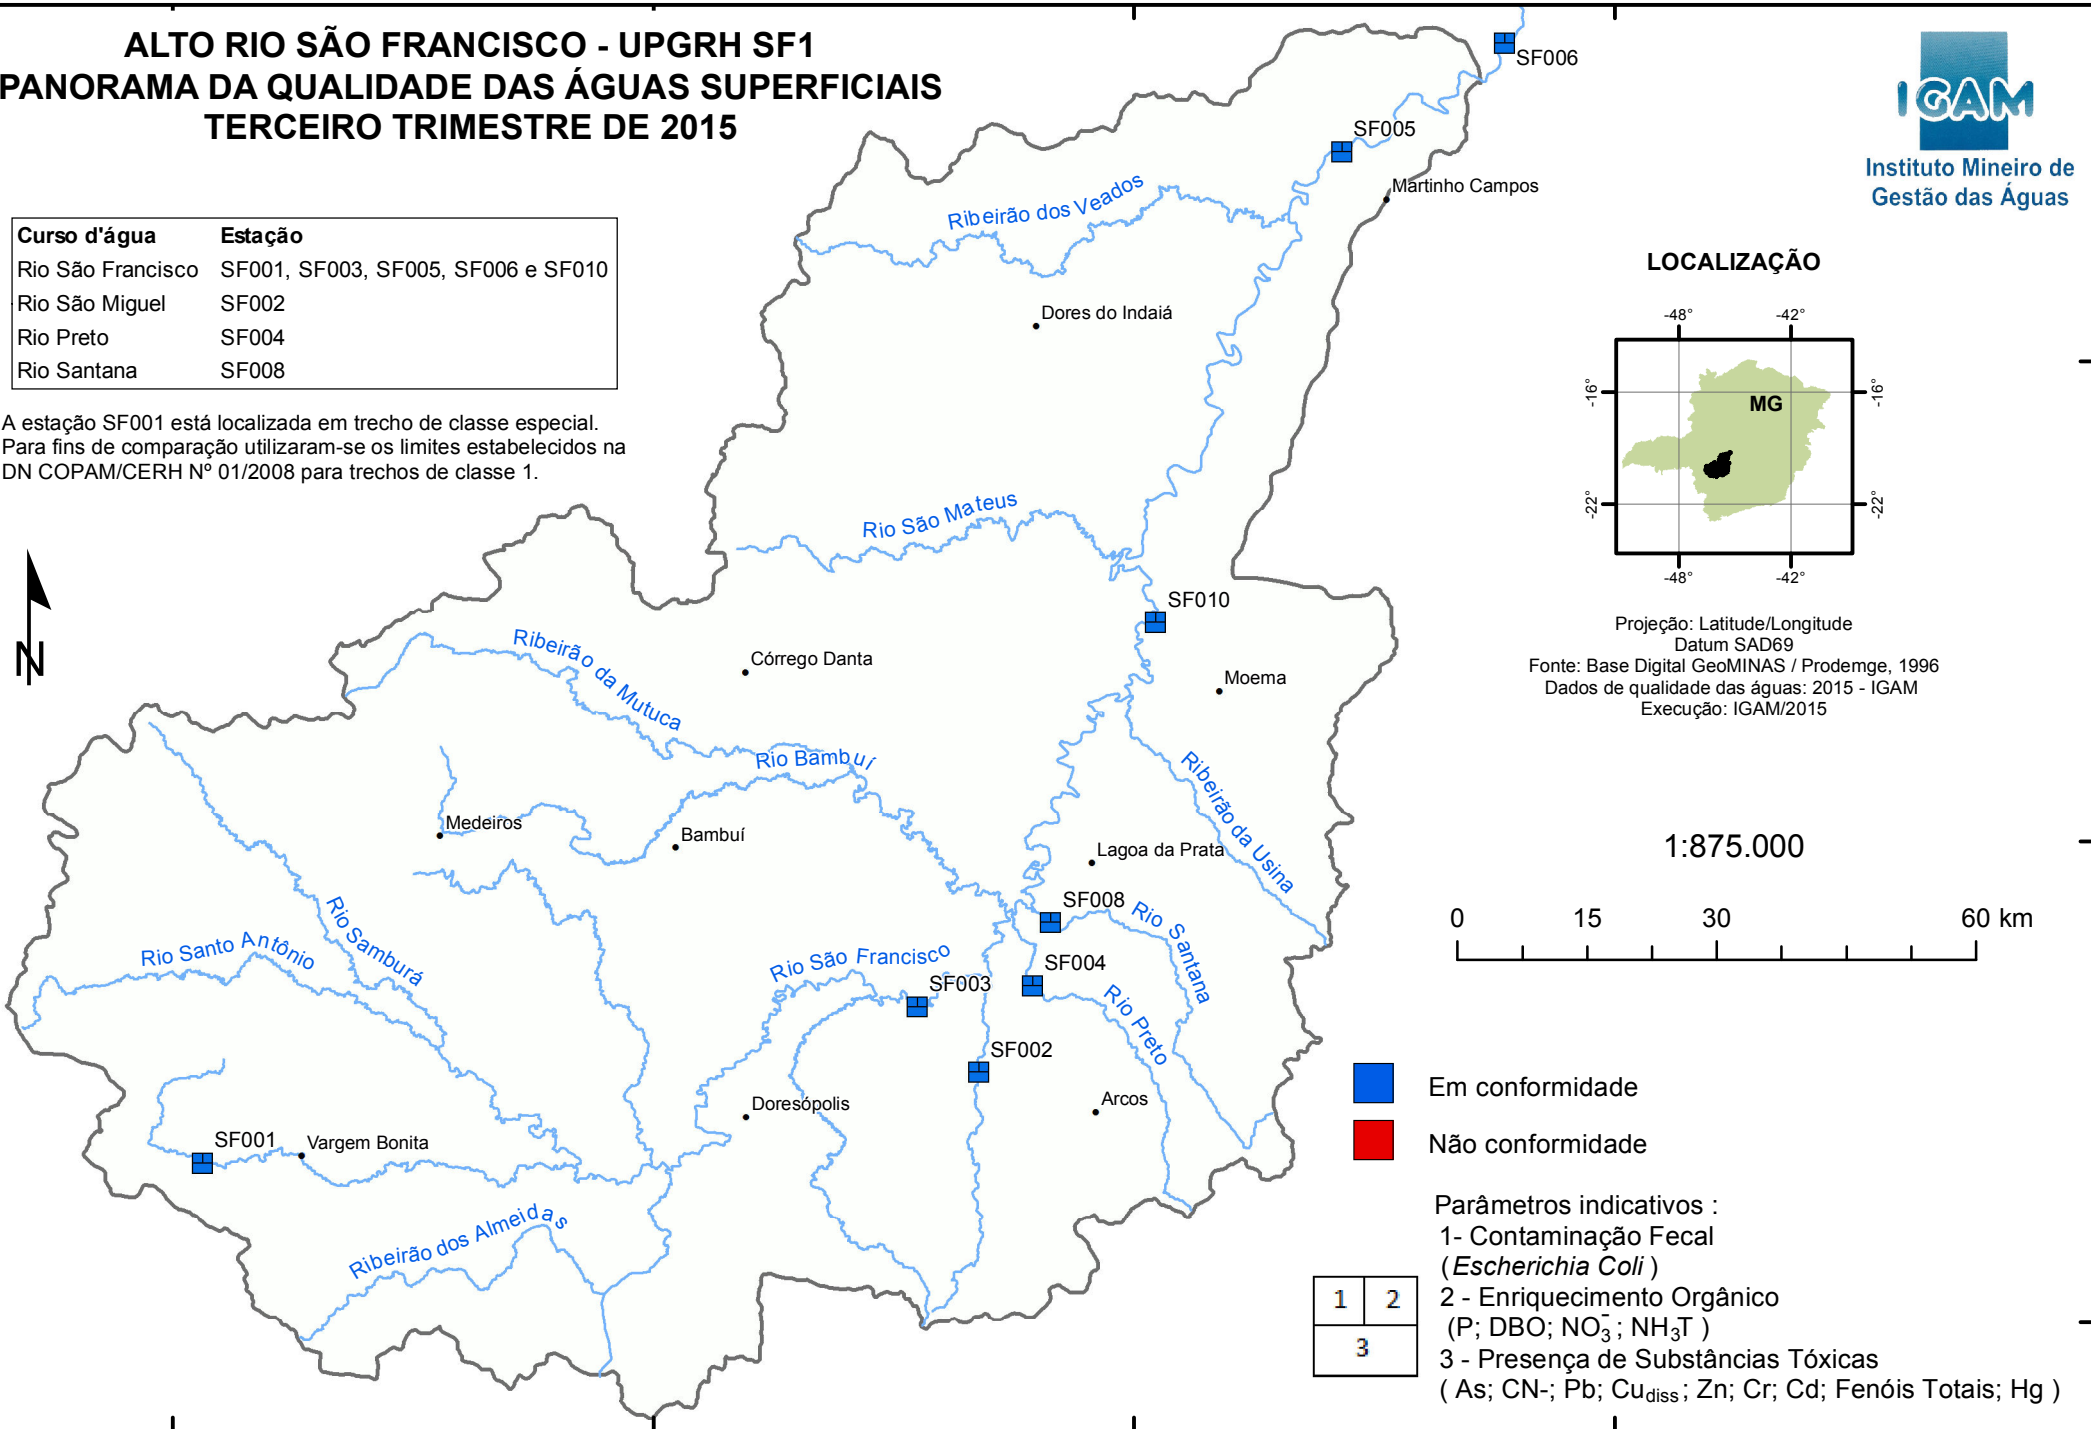 ALTO RIO SÃO FRANCISCO - UPGRH SF1
PANORAMA DA QUALIDADE DAS ÁGUAS SUPERFICIAIS
TERCEIRO TRIMESTRE DE 2015
Curso d'água Estação
Rio São Francisco SF001, SF003, SF005, SF006 e SF010
Rio São Miguel SF002
Rio Preto SF004
Rio Santana SF008
A estação SF001 está localizada em trecho de classe especial.
Para fins de comparação utilizaram-se os limites estabelecidos na
DN COPAM/CERH Nº 01/2008 para trechos de classe 1.
N
SF006
SF005
Martinho Campos
Ribeirão dos Veados
Dores do Indaiá
Rio São Mateus
SF010
Ribeirão da Mutuca
Córrego Danta
Moema
Rio Bambuí
Ribeirão da Usina
Medeiros
Bambuí
Lagoa da Prata
SF008
Rio Santana
Rio Samburá
Rio Santo Antônio
Rio São Francisco
SF004
SF003
Rio Preto
SF002
Doresópolis
Arcos
SF001
Vargem Bonita
Ribeirão dos Almeidas
IGAM
Instituto Mineiro de
Gestão das Águas
LOCALIZAÇÃO
-48° -42°
-16° -16°
MG
-22° -22°
-48° -42°
Projeção: Latitude/Longitude
Datum SAD69
Fonte: Base Digital GeoMINAS / Prodemge, 1996
Dados de qualidade das águas: 2015 - IGAM
Execução: IGAM/2015
1:875.000
0 15 30 60 km
Em conformidade
Não conformidade
Parâmetros indicativos :
1- Contaminação Fecal
(Escherichia Coli )
2 - Enriquecimento Orgânico
(P; DBO; NO₃⁻; NH₃T )
3 - Presença de Substâncias Tóxicas
( As; CN-; Pb; Cu diss ; Zn; Cr; Cd; Fenóis Totais; Hg )
1 2
3